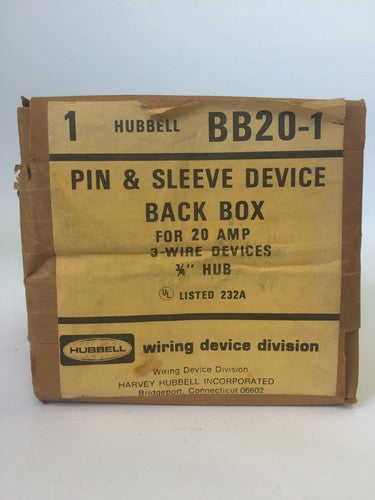 1 HUBBELL BB20-1
PIN & SLEEVE DEVICE
BACK BOX
FOR 20 AMP
3-WIRE DEVICES
¾" HUB
UL LISTED 232A
HUBBELL wiring device division
Wiring Device Division
HARVEY HUBBELL INCORPORATED
Bridgeport, Connecticut 06602